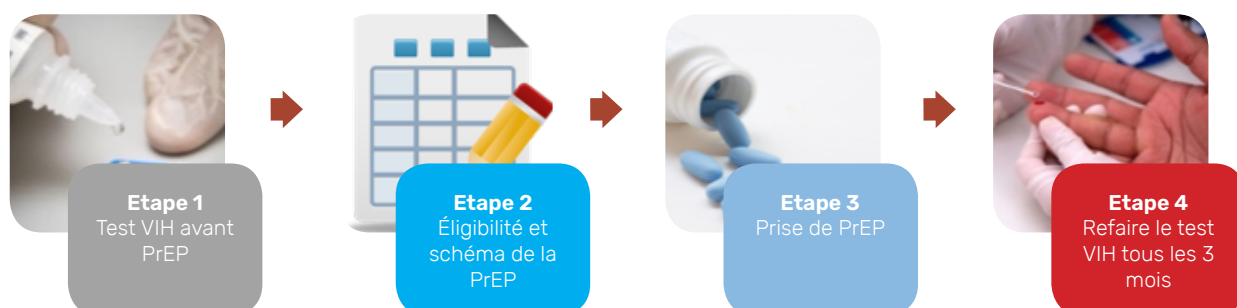 Etape 1
Test VIH avant
PrEP
Etape 2
Éligibilité et
schéma de la
PrEP
Etape 3
Prise de PrEP
Etape 4
Refaire le test
VIH tous les 3
mois